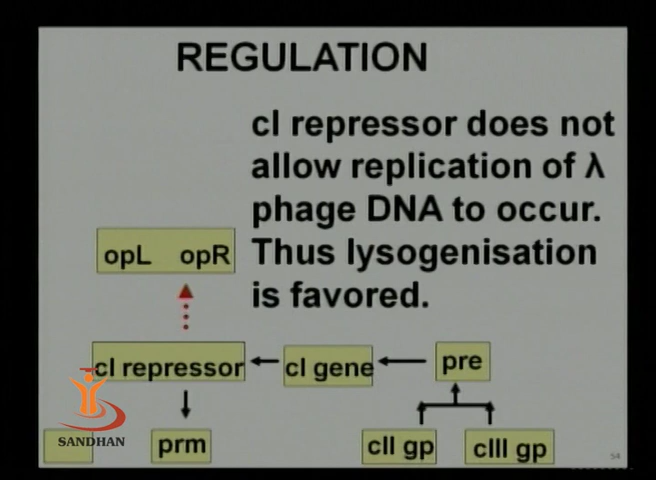 REGULATION
cI repressor does not
allow replication of λ
phage DNA to occur.
Thus lysogenisation
is favored.
opL opR
cI repressor
cI gene
pre
SANDHAN
prm
cII gp
cIII gp
54